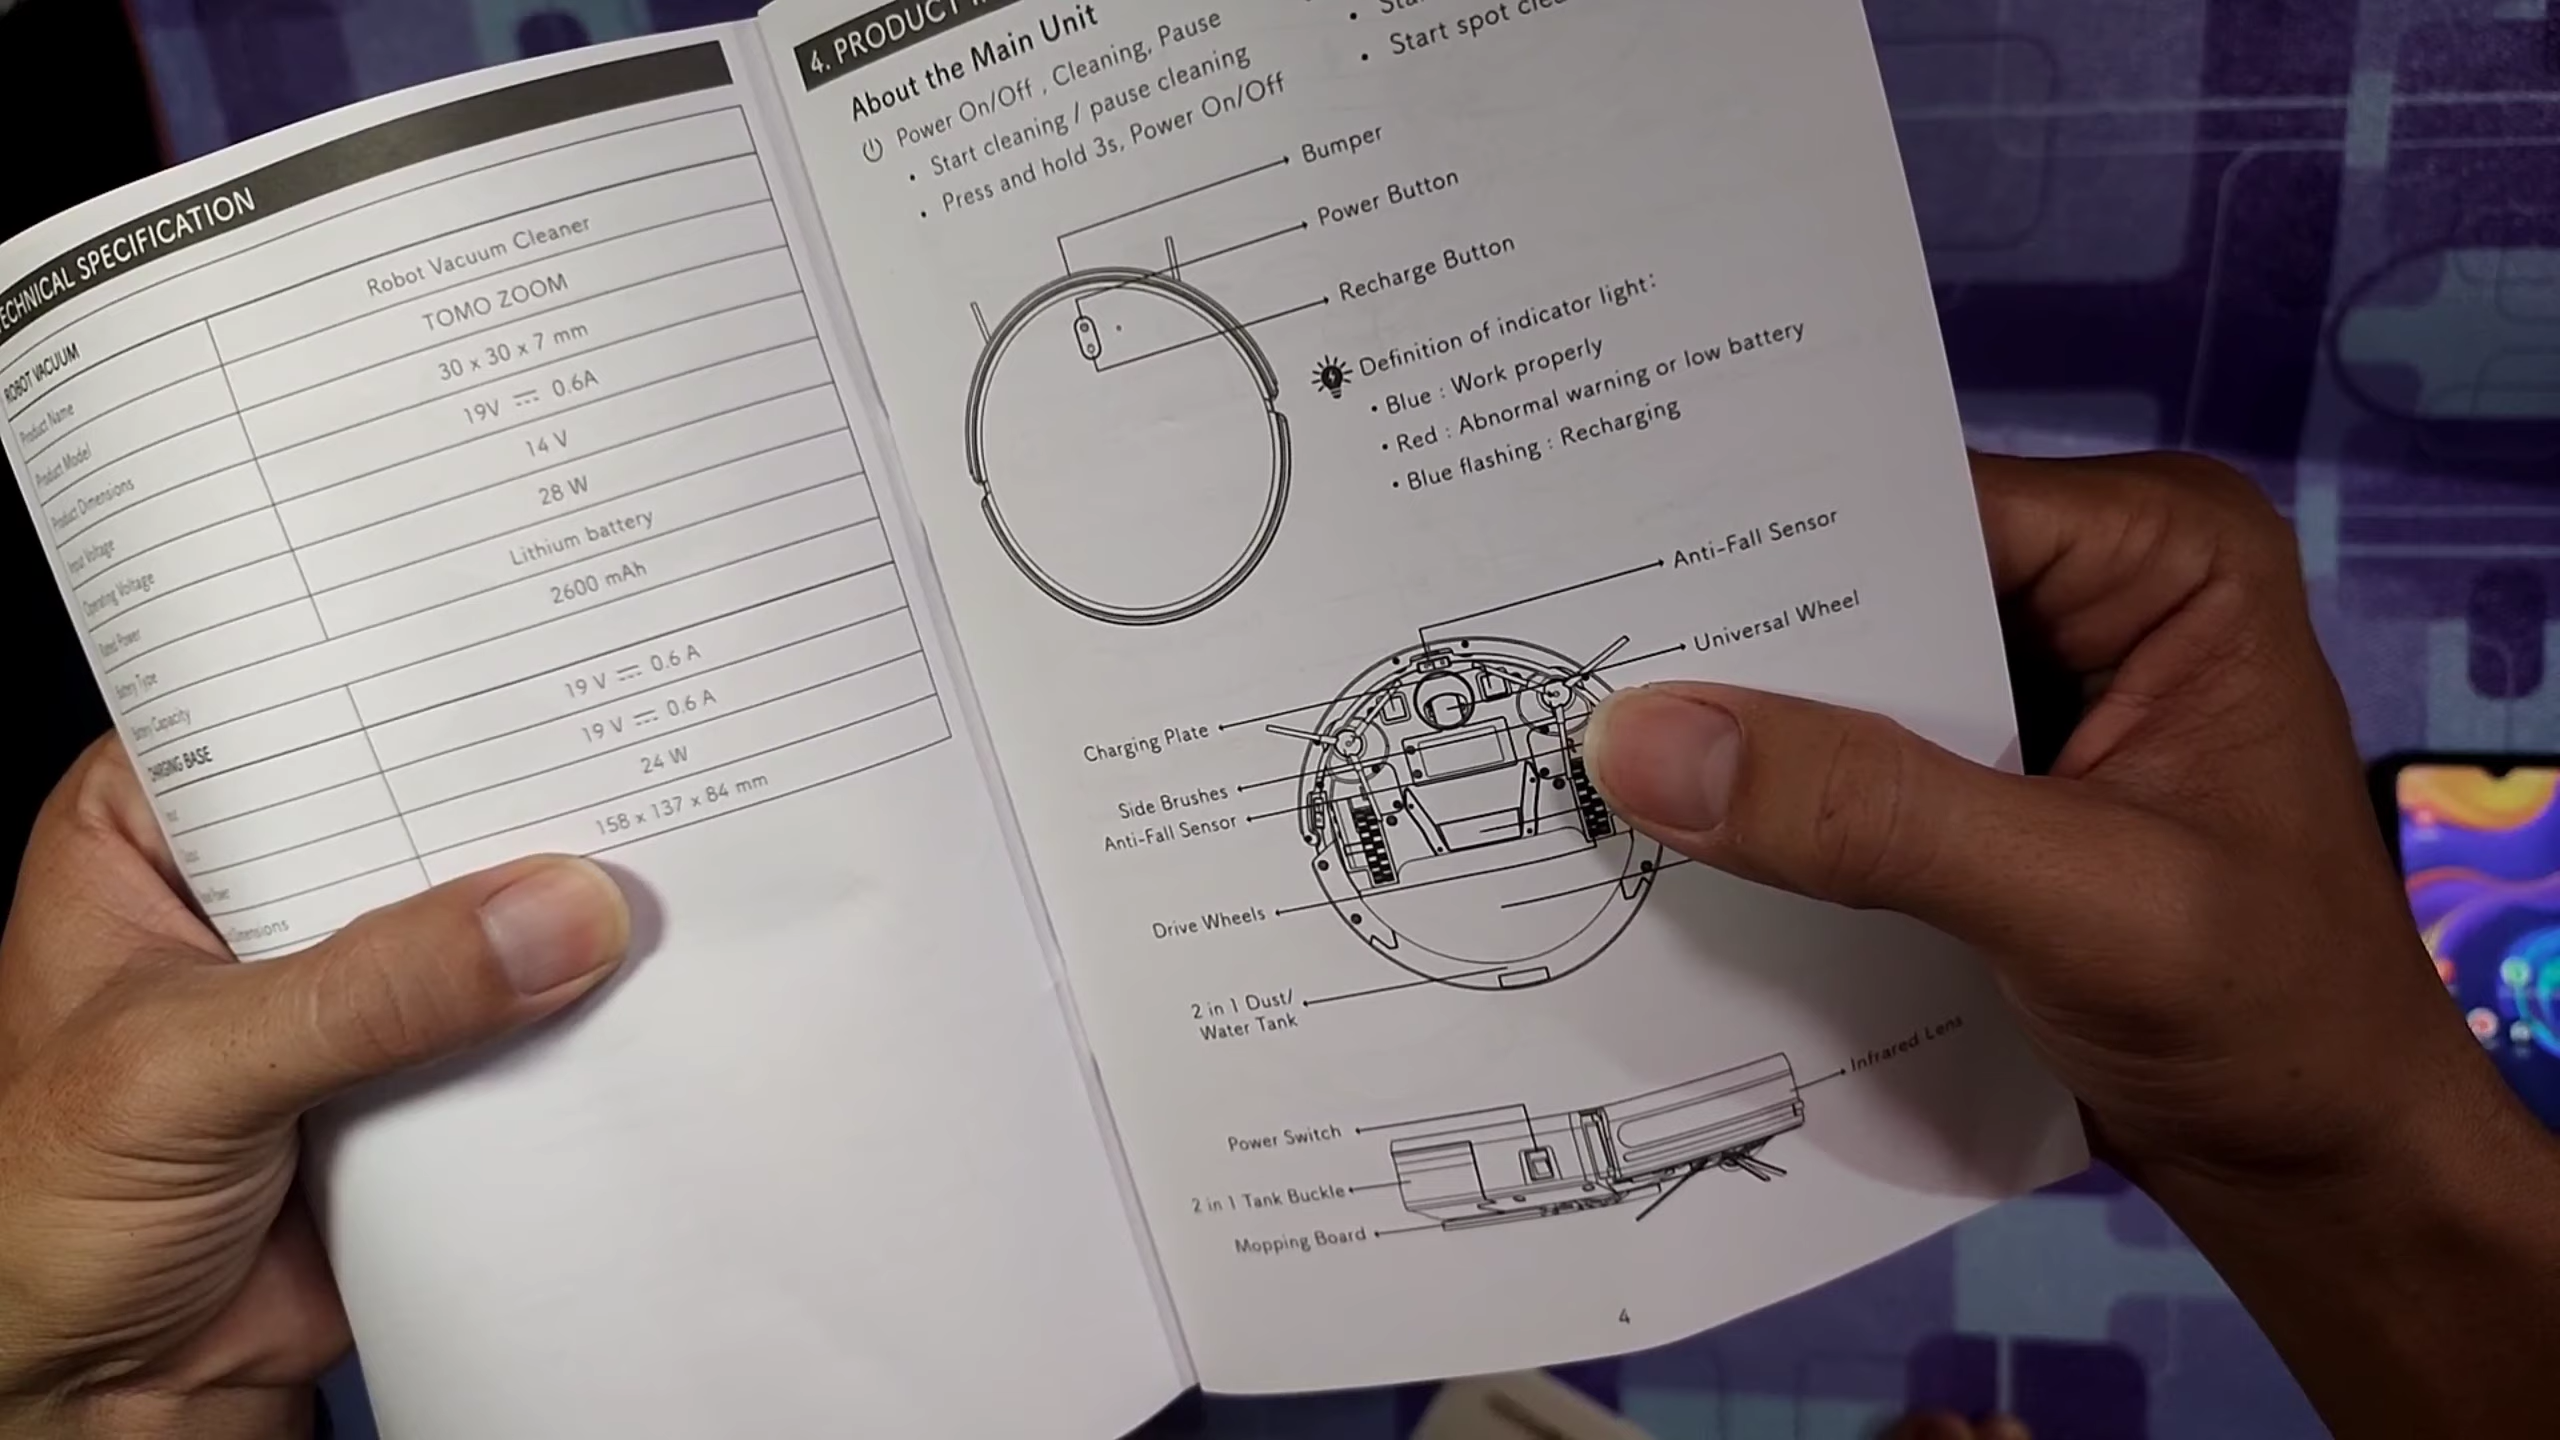 TECHNICAL SPECIFICATION
ROBOT VACUUM
Product Name Robot Vacuum Cleaner
Product Model TOMO ZOOM
Product Dimensions 30 x 30 x 7 mm
Input Voltage 19V 0.6A
Operating Voltage 14 V
Rated Power 28 W
Battery Type Lithium battery
Battery Capacity 2600 mAh
CHARGING BASE
19 V 0.6 A
19 V 0.6 A
24 W
158 x 137 x 84 mm
4. PRODUCT
About the Main Unit
Power On/Off , Cleaning, Pause
• Start cleaning / pause cleaning
• Press and hold 3s, Power On/Off
• Start spot
Bumper
Power Button
Recharge Button
Definition of indicator light:
• Blue : Work properly
• Red : Abnormal warning or low battery
• Blue flashing : Recharging
Anti-Fall Sensor
Universal Wheel
Charging Plate
Side Brushes
Anti-Fall Sensor
Drive Wheels
2 in 1 Dust/
Water Tank
Infrared Lens
Power Switch
2 in 1 Tank Buckle
Mopping Board
4